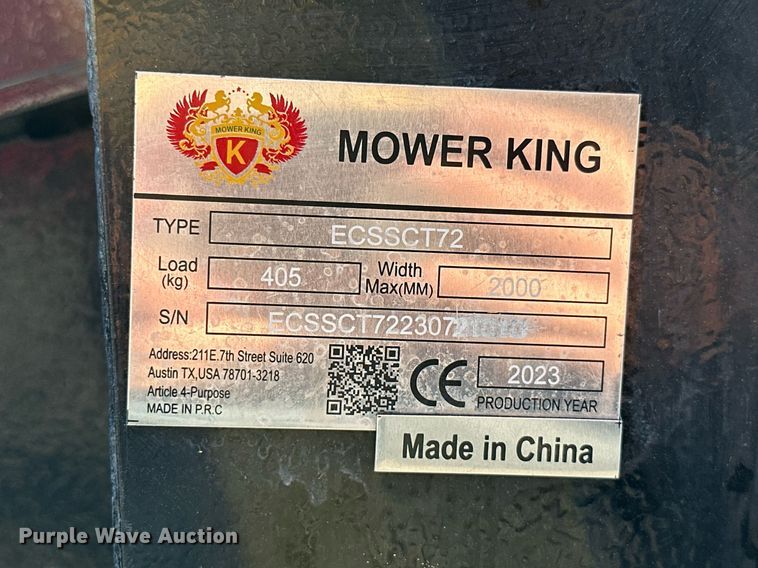 MOWER KING
K
MOWER KING
TYPE ECSSCT72
Load (kg) 405 Width Max(MM) 2000
S/N
Address:211E.7th Street Suite 620
Austin TX,USA 78701-3218
Article 4-Purpose
MADE IN P.R.C
CE
2023
PRODUCTION YEAR
Made in China
Purple Wave Auction